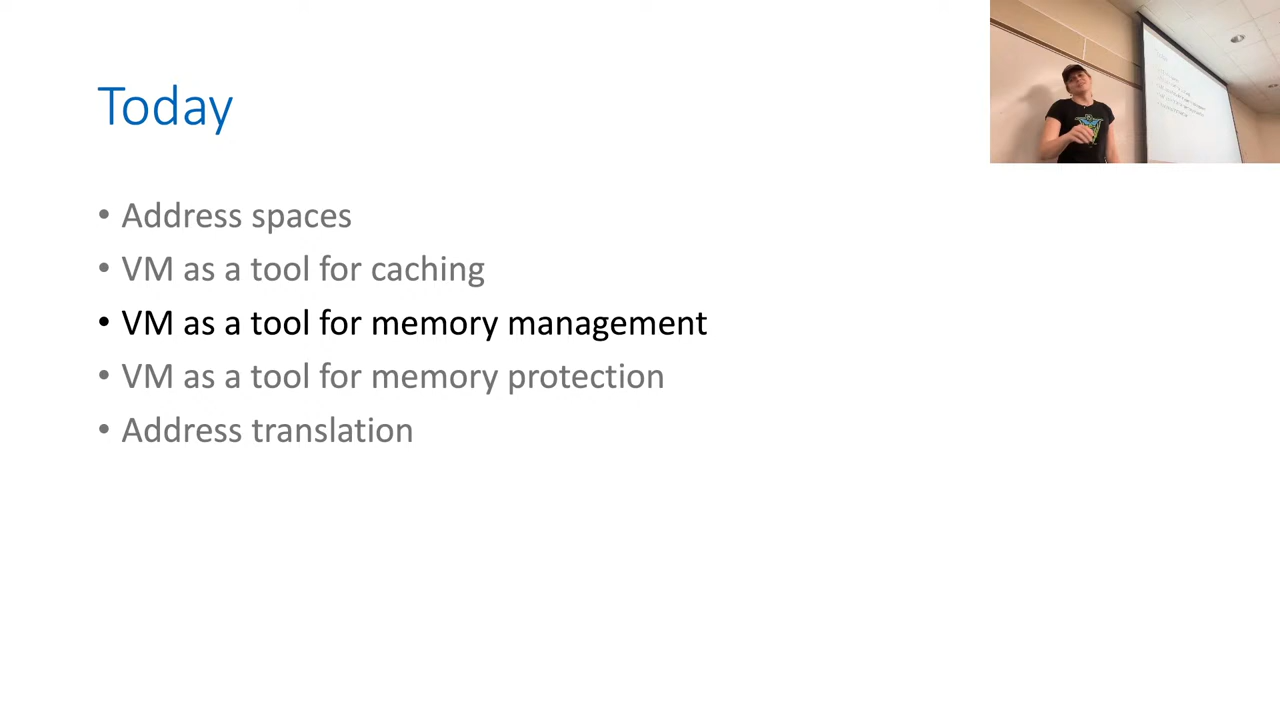 Today
• Address spaces
• VM as a tool for caching
• VM as a tool for memory management
• VM as a tool for memory protection
• Address translation